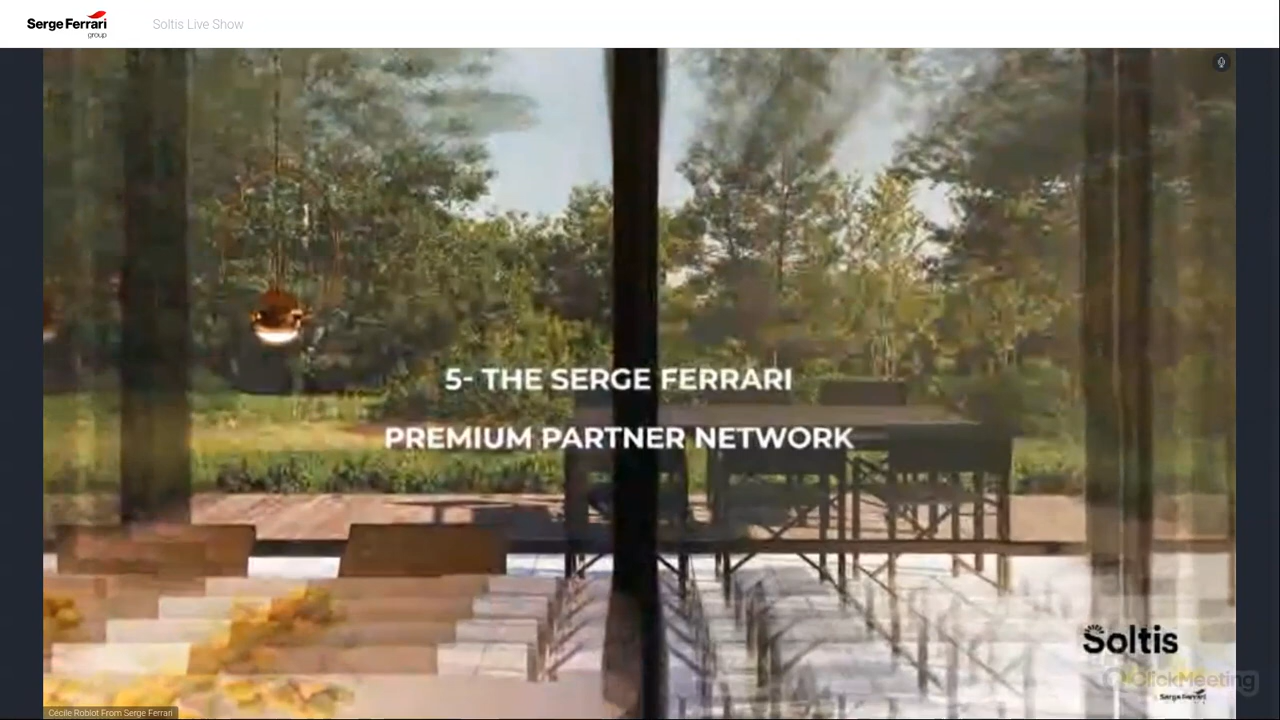 Serge Ferrari
group
Soltis Live Show
5- THE SERGE FERRARI
PREMIUM PARTNER NETWORK
Soltis
ClickMeeting
Serge Ferrari
Cécile Roblot From Serge Ferrari